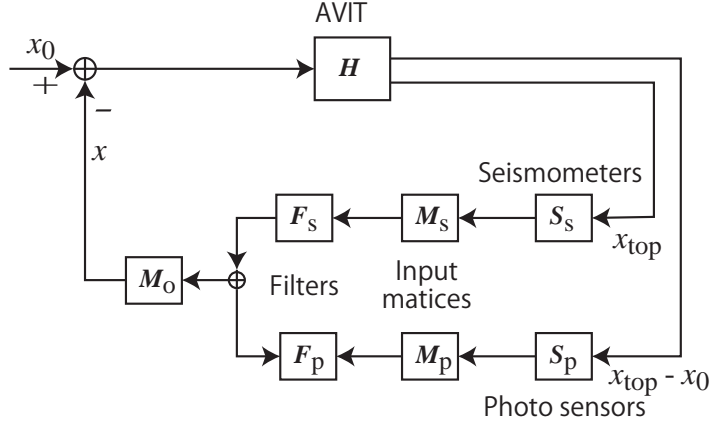 AVIT
x0
+
H
−
x
Seismometers
Fs
Ms
Ss
xtop
Mo
Filters
Input
matices
Fp
Mp
Sp
xtop - x0
Photo sensors